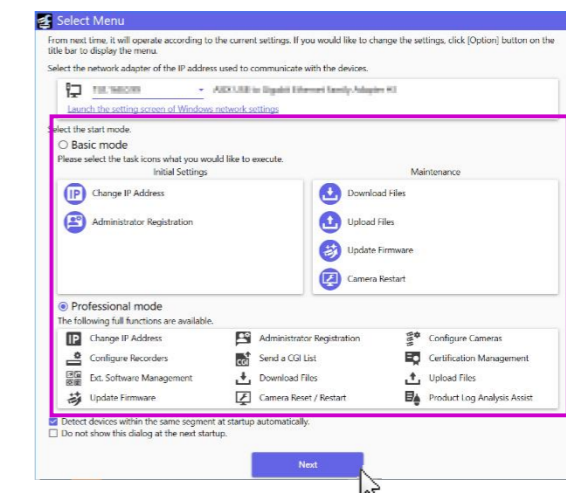 Select Menu
From next time, it will operate according to the current settings. If you would like to change the settings, click [Option] button on the
title bar to display the menu.
Select the network adapter of the IP address used to communicate with the devices.
Launch the setting screen of Windows network settings
Select the start mode.
Basic mode
Please select the task icons what you would like to execute.
Initial Settings
Maintenance
IP Change IP Address
Download Files
Administrator Registration
Upload Files
Update Firmware
Camera Restart
Professional mode
The following full functions are available.
IP Change IP Address
Administrator Registration
Configure Cameras
Configure Recorders
CGI Send a CGI List
Certification Management
Ext. Software Management
Download Files
Upload Files
Update Firmware
Camera Reset / Restart
Product Log Analysis Assist
Detect devices within the same segment at startup automatically.
Do not show this dialog at the next startup.
Next